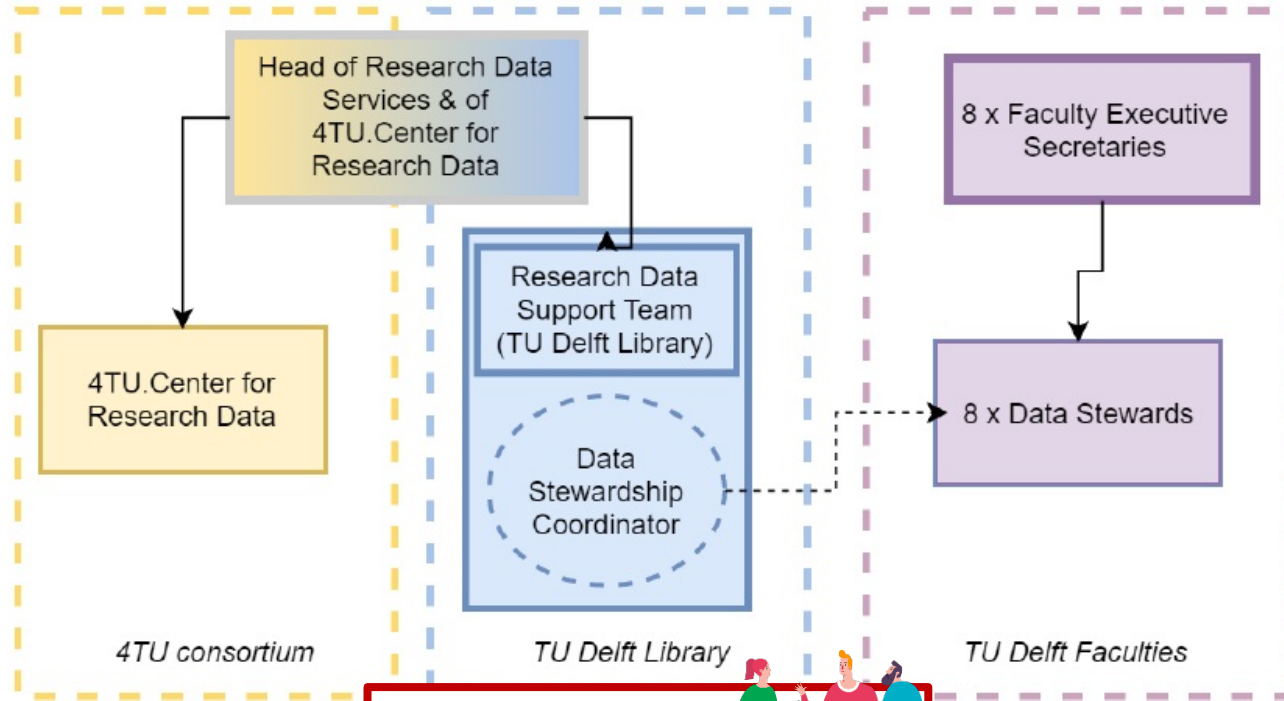 Head of Research Data
Services & of
4TU.Center for
Research Data
8 x Faculty Executive
Secretaries
Research Data
Support Team
(TU Delft Library)
4TU.Center for
Research Data
8 x Data Stewards
Data
Stewardship
Coordinator
4TU consortium
TU Delft Library
TU Delft Faculties